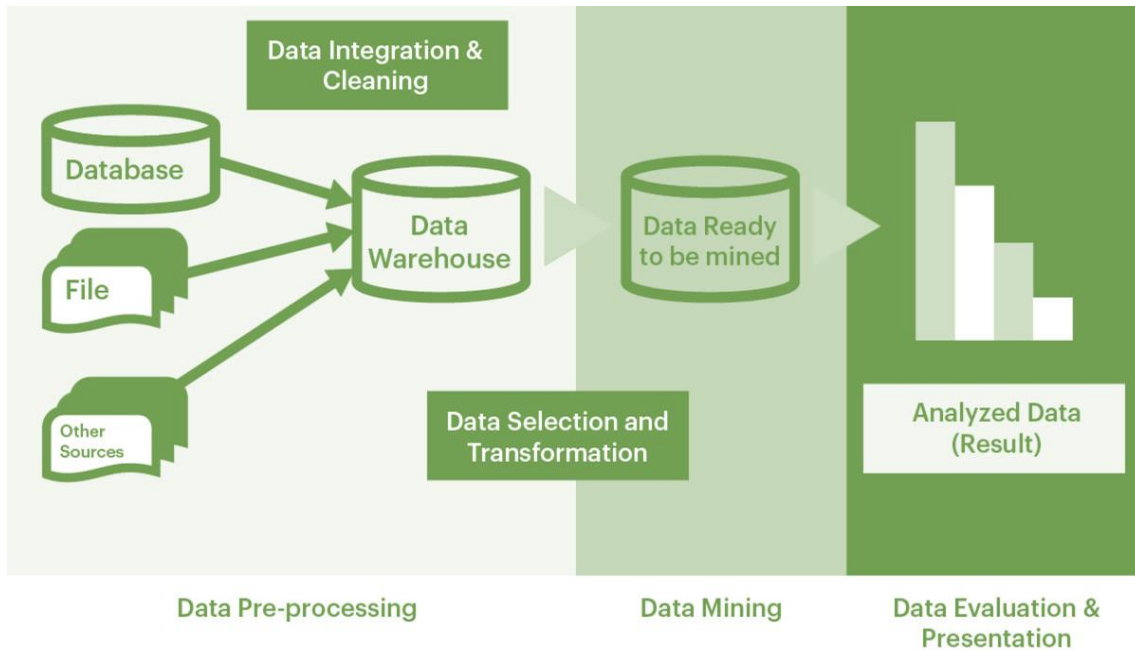 Data Integration &
Cleaning
Database
File
Other
Sources
Data
Warehouse
Data Ready
to be mined
Data Selection and
Transformation
Analyzed Data
(Result)
Data Pre-processing
Data Mining
Data Evaluation &
Presentation